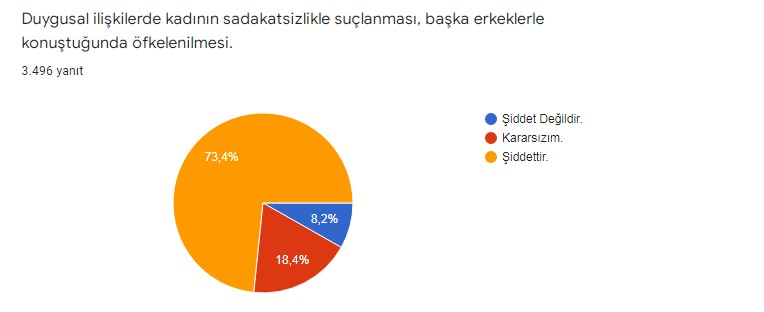 Duygusal ilişkilerde kadının sadakatsizlikle suçlanması, başka erkeklerle
konuştuğunda öfkelenilmesi.
3.496 yanıt
Şiddet Değildir.
Kararsızım.
Şiddettir.
73,4%
8,2%
18,4%